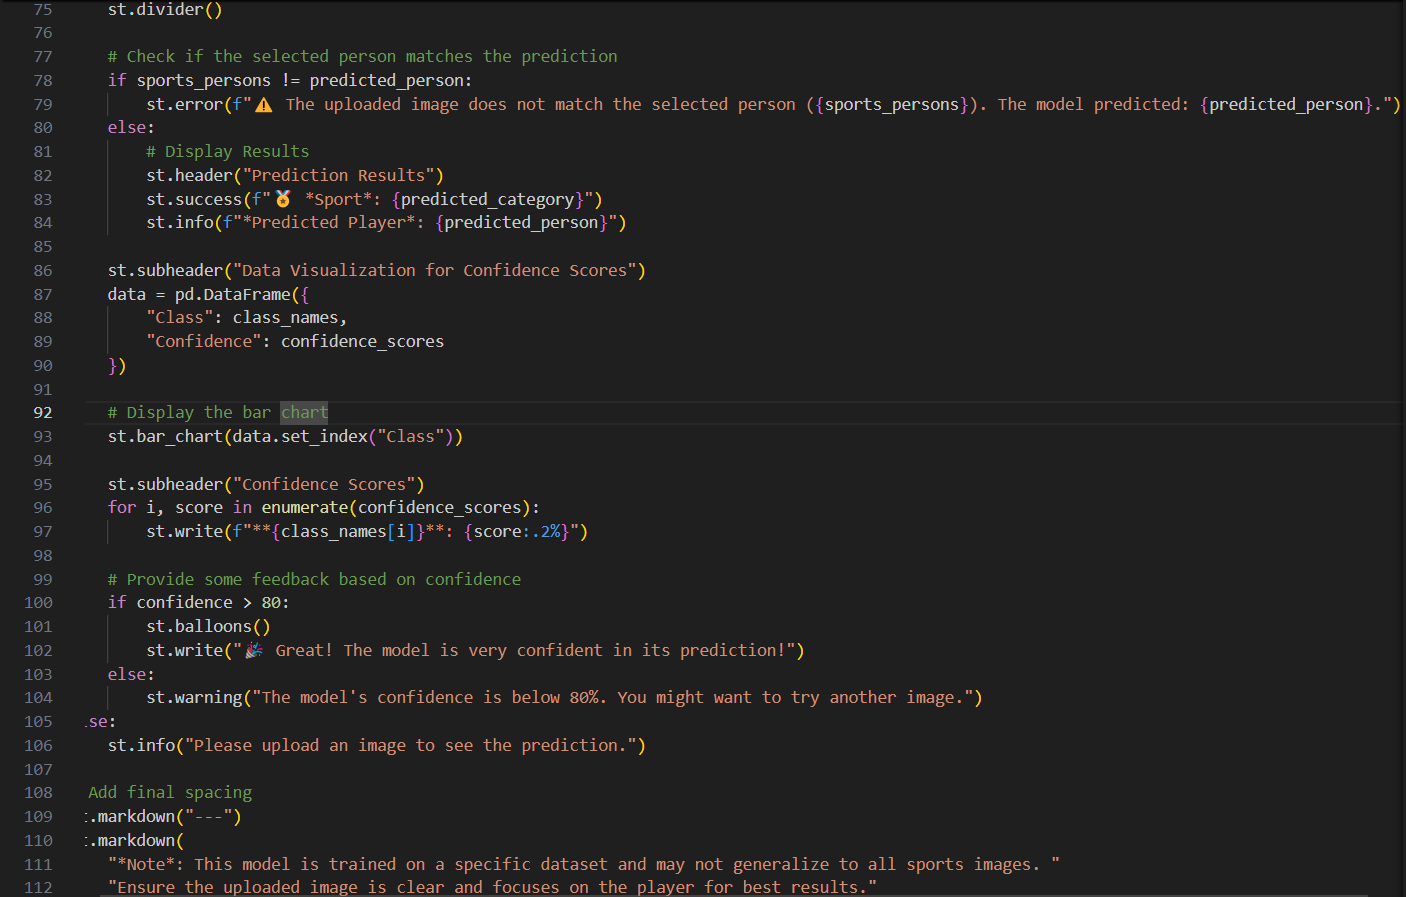 75 st.divider()
76
77 # Check if the selected person matches the prediction
78 if sports_persons != predicted_person:
79 st.error(f"⚠️ The uploaded image does not match the selected person ({sports_persons}). The model predicted: {predicted_person}.")
80 else:
81 # Display Results
82 st.header("Prediction Results")
83 st.success(f"🏅 *Sport*: {predicted_category}")
84 st.info(f"*Predicted Player*: {predicted_person}")
85
86 st.subheader("Data Visualization for Confidence Scores")
87 data = pd.DataFrame({
88 "Class": class_names,
89 "Confidence": confidence_scores
90 })
91
92 # Display the bar chart
93 st.bar_chart(data.set_index("Class"))
94
95 st.subheader("Confidence Scores")
96 for i, score in enumerate(confidence_scores):
97 st.write(f"**{class_names[i]}**: {score:.2%}")
98
99 # Provide some feedback based on confidence
100 if confidence > 80:
101 st.balloons()
102 st.write("🎉 Great! The model is very confident in its prediction!")
103 else:
104 st.warning("The model's confidence is below 80%. You might want to try another image.")
105 se:
106 st.info("Please upload an image to see the prediction.")
107
108 Add final spacing
109 .markdown("---")
110 .markdown(
111 "*Note*: This model is trained on a specific dataset and may not generalize to all sports images. "
112 "Ensure the uploaded image is clear and focuses on the player for best results."